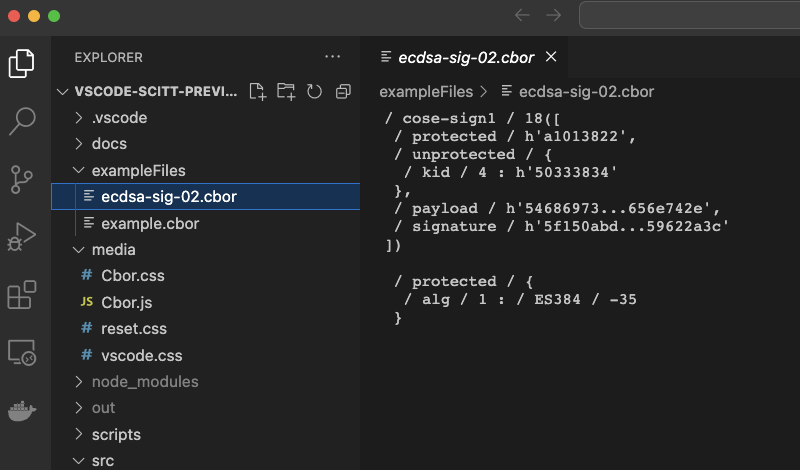 EXPLORER
VSCODE-SCITT-PREVI...
.vscode
docs
exampleFiles
ecdsa-sig-02.cbor
example.cbor
media
# Cbor.css
JS Cbor.js
# reset.css
# vscode.css
node_modules
out
scripts
src
ecdsa-sig-02.cbor
exampleFiles > ecdsa-sig-02.cbor
/ cose-sign1 / 18([
/ protected / h'a1013822',
/ unprotected / {
/ kid / 4 : h'50333834'
},
/ payload / h'54686973...656e742e',
/ signature / h'5f150abd...59622a3c'
])
/ protected / {
/ alg / 1 : / ES384 / -35
}